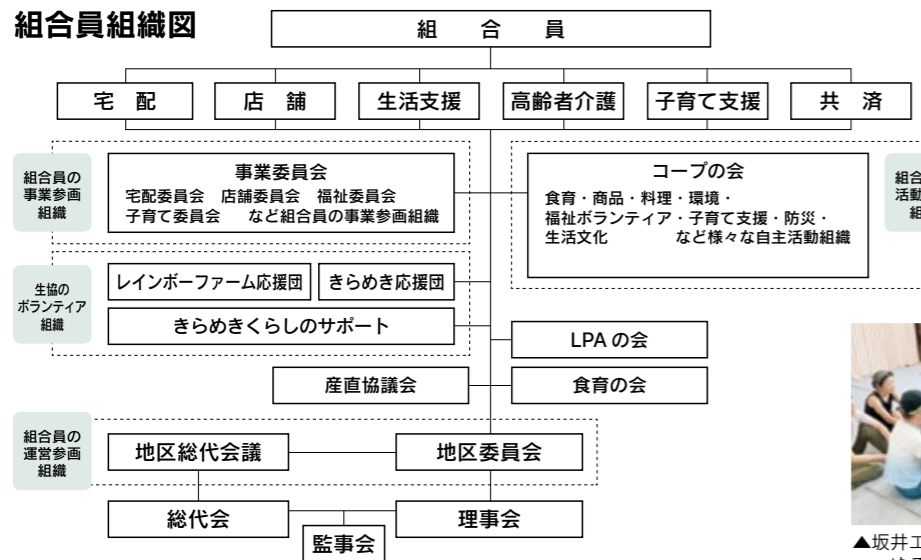 組合員組織図
組合員
宅配
店舗
生活支援
高齢者介護
子育て支援
共済
組合員の
事業参画
組織
事業委員会
宅配委員会 店舗委員会 福祉委員会
子育て委員会 など組合員の事業参画組織
コープの会
食育・商品・料理・環境・
福祉ボランティア・子育て支援・防災・
生活文化 など様々な自主活動組織
組合
活動
組
生協の
ボランティア
組織
レインボーファーム応援団
きらめき応援団
きらめきくらしのサポート
LPAの会
産直協議会
食育の会
組合員の
運営参画
組織
地区総代会議
地区委員会
総代会
理事会
監事会
▲坂井エ